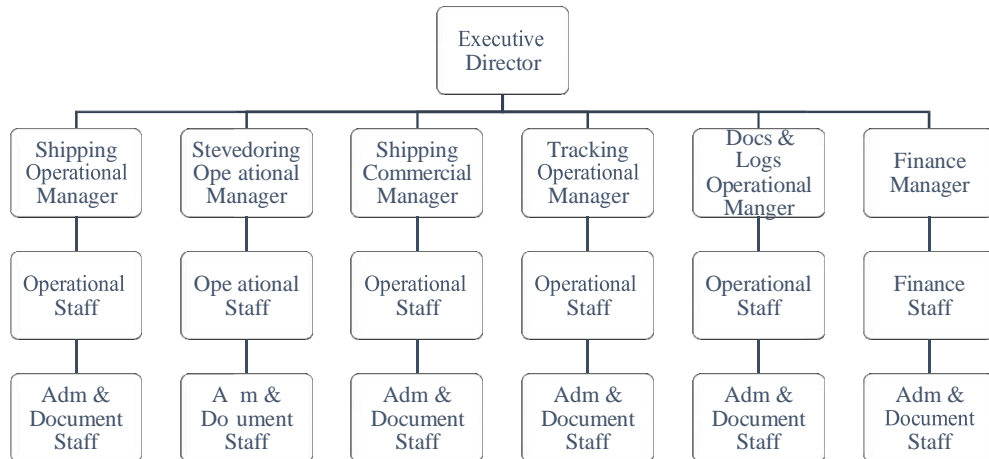 Executive
Director
Shipping
Operational
Manager
Stevedoring
Ope ational
Manager
Shipping
Commercial
Manager
Tracking
Operational
Manager
Docs &
Logs
Operational
Manger
Finance
Manager
Operational
Staff
Ope ational
Staff
Operational
Staff
Operational
Staff
Operational
Staff
Finance
Staff
Adm &
Document
Staff
A m &
Do ument
Staff
Adm &
Document
Staff
Adm &
Document
Staff
Adm &
Document
Staff
Adm &
Document
Staff